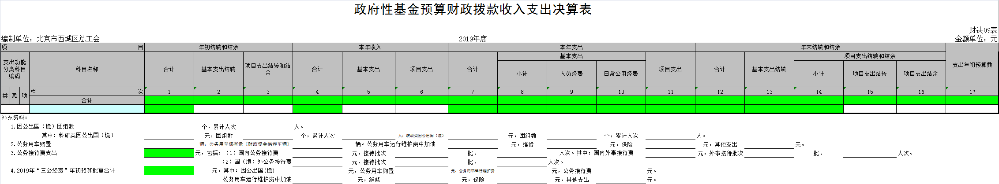 政府性基金预算财政拨款收入支出决算表
财决09表
编制单位：北京市西城区总工会 2019年度 金额单位：元
项 目 年初结转和结余 本年收入 本年支出 年末结转和结余 支出年初预算数
支出功能分类科目编码 科目名称 合计 基本支出结转 项目支出结转和结余 合计 基本支出 项目支出 合计 基本支出 项目支出 合计 基本支出结转 项目支出结转和结余
小计 人员经费 日常公用经费 小计 项目支出结转 项目支出结余
类 款 项 栏 次 1 2 3 4 5 6 7 8 9 10 11 12 13 14 15 16 17
合计
补充资料：
1.因公出国（境）团组数 个，累计人次 人。
其中：科研类因公出国（境） 元，团组数 个，累计人次 人；统战类因公出国（境） 元，团组数 个，累计人次 人。
2.公务用车购置 辆，公务用车保有量（财政资金供养车辆） 辆。公务用车运行维护费中加油 元，维修 元，保险 元，其他支出 元。
3.公务接待费支出 元，包括：（1）国内公务接待费 元，接待批次 批、 人次。其中：国内外事接待费 元，外事接待批次 批、 人次。
（2）国（境）外公务接待费 元，接待批次 批、 人次。
4.2019年“三公经费”年初预算批复合计 元，其中：因公出国(境) 元，公务用车购置 元，公务用车运行维护费 元，公务接待费 元。
公务用车运行维护费中加油 元，维修 元，保险 元，其他支出 元。